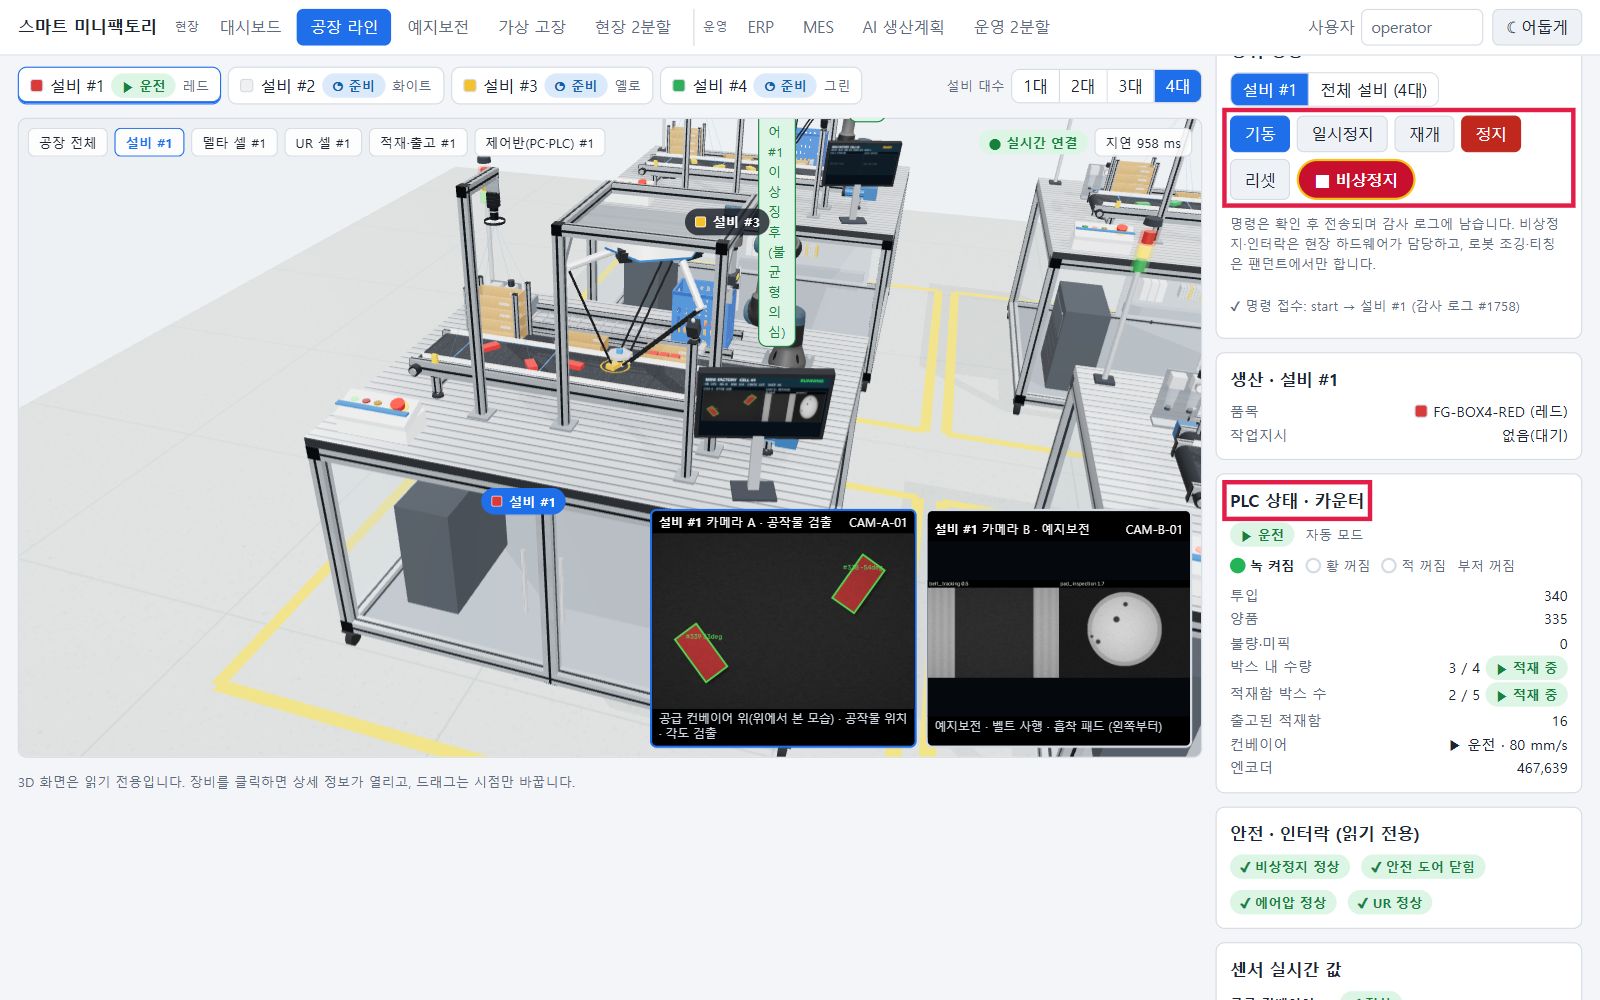 스마트 미니팩토리 현장 대시보드 공장 라인 예지보전 가상 고장 현장 2분할 운영 ERP MES AI 생산계획 운영 2분할 사용자 operator ☾ 어둡게
설비 #1 ▶ 운전 레드 설비 #2 준비 화이트 설비 #3 준비 옐로 설비 #4 준비 그린 설비 대수 1대 2대 3대 4대
공장 전체 설비 #1 델타 셀 #1 UR 셀 #1 적재·출고 #1 제어반(PC·PLC) #1 ● 실시간 연결 지연 958 ms
어
#1
이
상
징
후
(불
균
형
의
심)
설비 #3
RUNNING
설비 #1
설비 #1 카메라 A · 공작물 검출 CAM-A-01
공급 컨베이어 위(위에서 본 모습) · 공작물 위치
· 각도 검출
설비 #1 카메라 B · 예지보전 CAM-B-01
belt_tracking 0.5 pad_inspection 1.7
예지보전 · 벨트 사행 · 흡착 패드 (왼쪽부터)
3D 화면은 읽기 전용입니다. 장비를 클릭하면 상세 정보가 열리고, 드래그는 시점만 바꿉니다.
설비 #1 전체 설비 (4대)
기동 일시정지 재개 정지
리셋 ■ 비상정지
명령은 확인 후 전송되며 감사 로그에 남습니다. 비상정
지·인터락은 현장 하드웨어가 담당하고, 로봇 조깅·티칭
은 팬던트에서만 합니다.
✓ 명령 접수: start → 설비 #1 (감사 로그 #1758)
생산 · 설비 #1
품목 FG-BOX4-RED (레드)
작업지시 없음(대기)
PLC 상태 · 카운터
▶ 운전 자동 모드
녹 켜짐 황 꺼짐 적 꺼짐 부저 꺼짐
투입 340
양품 335
불량·미픽 0
박스 내 수량 3 / 4 ▶ 적재 중
적재함 박스 수 2 / 5 ▶ 적재 중
출고된 적재함 16
컨베이어 ▶ 운전 · 80 mm/s
엔코더 467,639
안전 · 인터락 (읽기 전용)
✓ 비상정지 정상 ✓ 안전 도어 닫힘
✓ 에어압 정상 ✓ UR 정상
센서 실시간 값